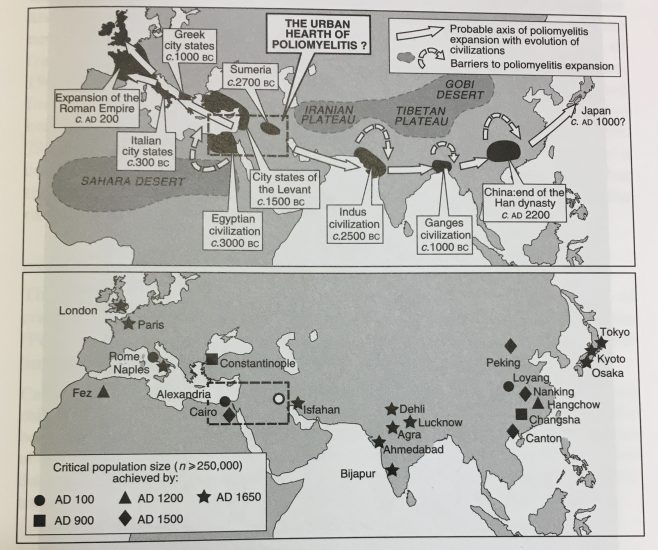 Greek
city states
c.1000 BC
THE URBAN
HEARTH OF
POLIOMYELITIS ?
Probable axis of poliomyelitis
expansion with evolution of
civilizations
Barriers to poliomyelitis expansion
Sumeria
c.2700 BC
GOBI
DESERT
IRANIAN
PLATEAU
TIBETAN
PLATEAU
Expansion of the
Roman Empire
c. AD 200
Japan
c. AD 1000?
Italian
city states
c.300 BC
SAHARA DESERT
City states of
the Levant
c.1500 BC
Egyptian
civilization
c.3000 BC
Indus
civilization
c.2500 BC
Ganges
civilization
c.1000 BC
China:end of the
Han dynasty
c. AD 2200
London
Paris
Rome
Naples
Constantinople
Fez
Alexandria
Cairo
Isfahan
Dehli
Lucknow
Agra
Ahmedabad
Bijapur
Tokyo
Kyoto
Osaka
Peking
Loyang
Nanking
Hangchow
Changsha
Canton
Critical population size (n ⩾ 250,000)
achieved by:
AD 100 AD 1200 AD 1650
AD 900 AD 1500